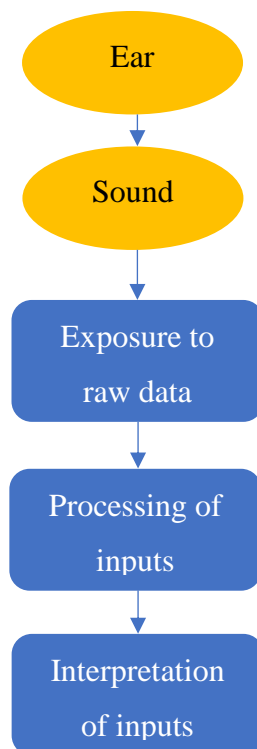 Ear
Sound
Exposure to
raw data
Processing of
inputs
Interpretation
of inputs